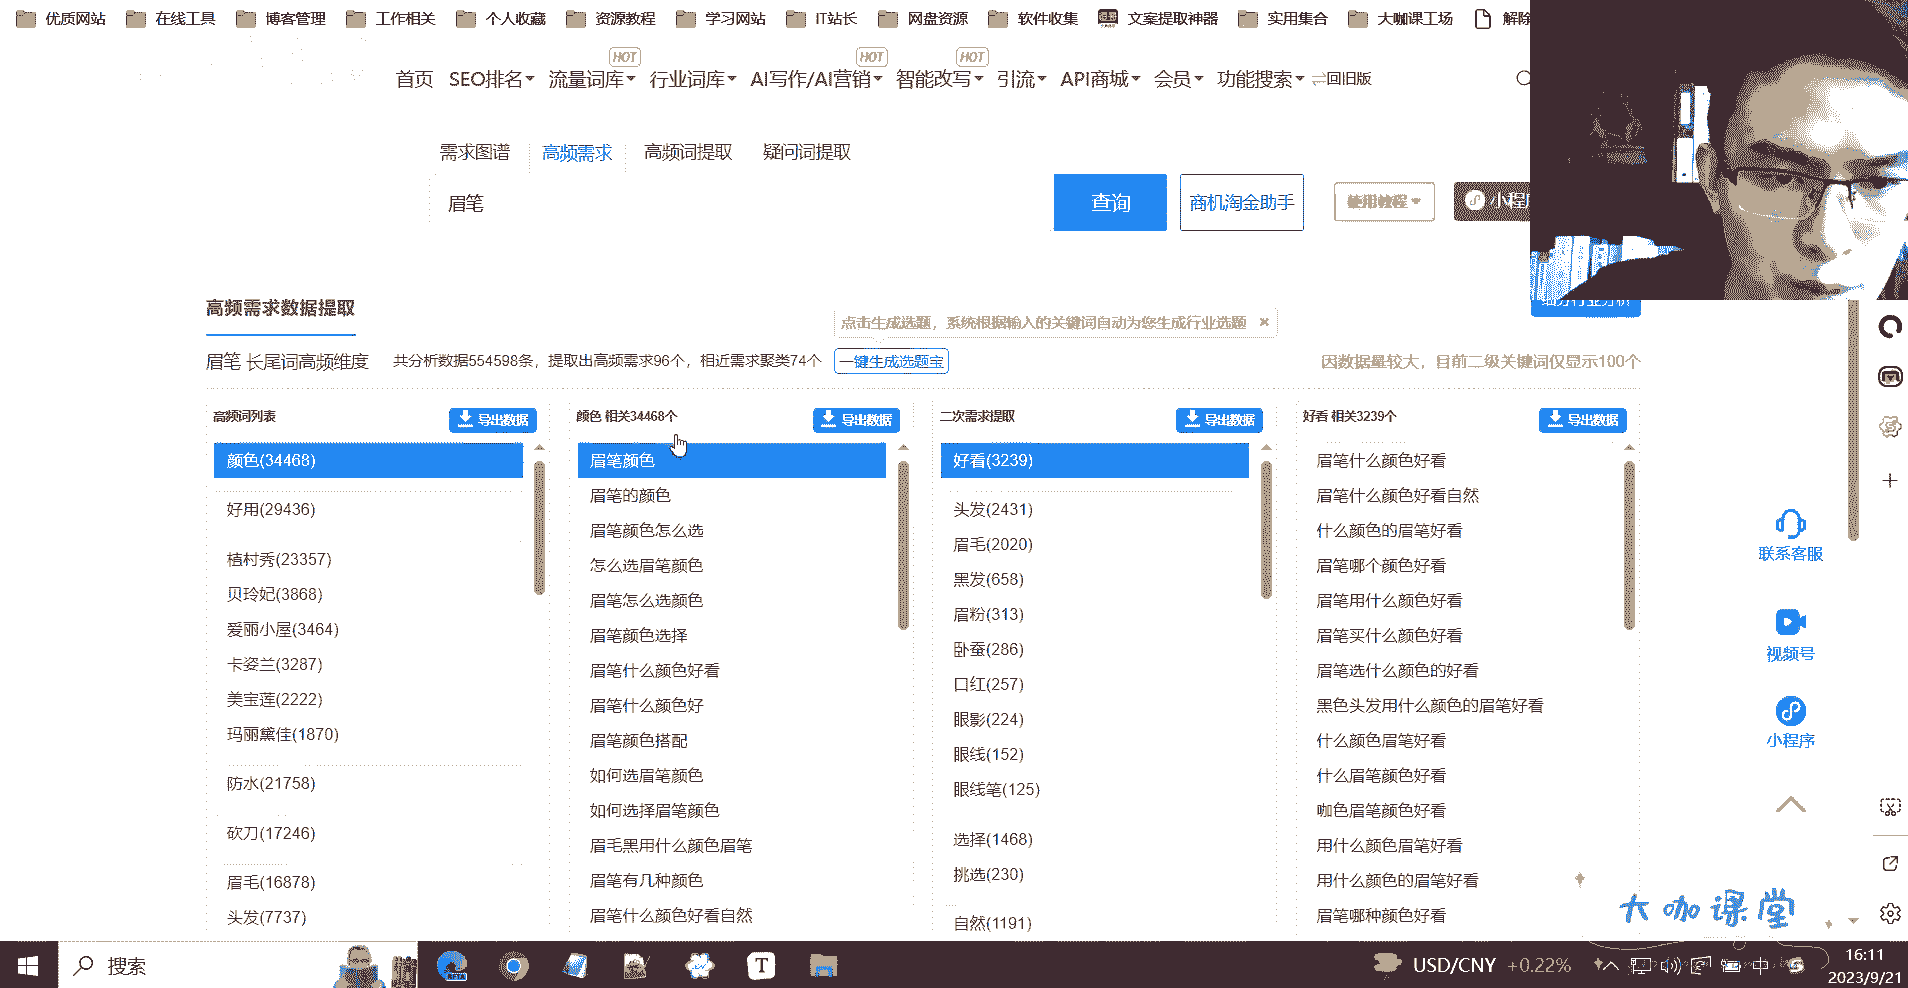 优质网站 在线工具 博客管理 工作相关 个人收藏 资源教程 学习网站 IT站长 网盘资源 软件收集 文案提取神器 实用集合 大咖课工场 解除
HOT HOT HOT
首页 SEO排名 流量词库 行业词库 AI写作/AI营销 智能改写 引流 API商城 会员 功能搜索 回旧版
需求图谱 高频需求 高频词提取 疑问词提取
眉笔 查询 商机淘金助手 使用教程 小程
高频需求数据提取 细分行业分析
点击生成选题，系统根据输入的关键词自动为您生成行业选题 ×
眉笔 长尾词高频维度 共分析数据554598条，提取出高频需求96个，相近需求聚类74个 一键生成选题宝 因数据量较大，目前二级关键词仅显示100个
高频词列表 导出数据
颜色(34468)
好用(29436)
植村秀(23357)
贝玲妃(3868)
爱丽小屋(3464)
卡姿兰(3287)
美宝莲(2222)
玛丽黛佳(1870)
防水(21758)
砍刀(17246)
眉毛(16878)
头发(7737)
颜色 相关34468个 导出数据
眉笔颜色
眉笔的颜色
眉笔颜色怎么选
怎么选眉笔颜色
眉笔怎么选颜色
眉笔颜色选择
眉笔什么颜色好看
眉笔什么颜色好
眉笔颜色搭配
如何选眉笔颜色
如何选择眉笔颜色
眉毛黑用什么颜色眉笔
眉笔有几种颜色
眉笔什么颜色好看自然
二次需求提取 导出数据
好看(3239)
头发(2431)
眉毛(2020)
黑发(658)
眉粉(313)
卧蚕(286)
口红(257)
眼影(224)
眼线(152)
眼线笔(125)
选择(1468)
挑选(230)
自然(1191)
好看 相关3239个 导出数据
眉笔什么颜色好看
眉笔什么颜色好看自然
什么颜色的眉笔好看
眉笔哪个颜色好看
眉笔用什么颜色好看
眉笔买什么颜色好看
眉笔选什么颜色的好看
黑色头发用什么颜色的眉笔好看
什么颜色眉笔好看
什么眉笔颜色好看
咖色眉笔颜色好看
用什么颜色眉笔好看
用什么颜色的眉笔好看
眉笔哪种颜色好看
联系客服
视频号
小程序
大咖课堂
搜索 USD/CNY +0.22% 中 16:11
2023/9/21